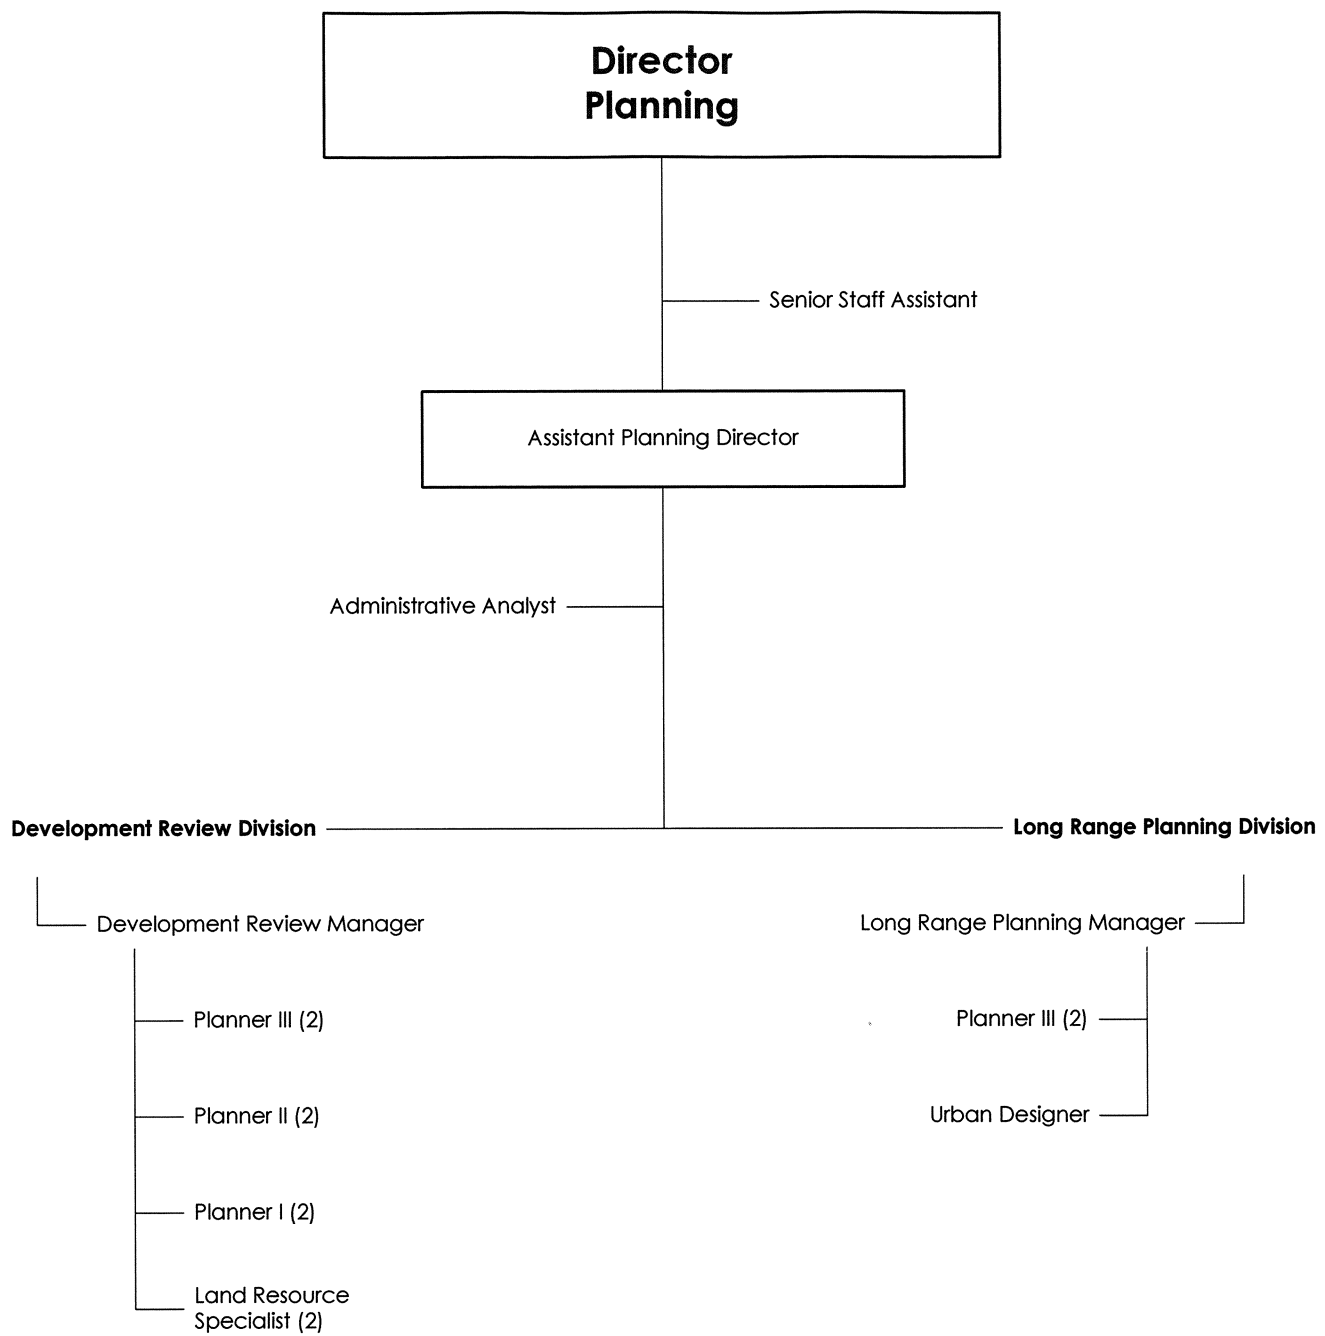 Director
Planning
Senior Staff Assistant
Assistant Planning Director
Administrative Analyst
Development Review Division
Long Range Planning Division
Development Review Manager
Long Range Planning Manager
Planner III (2)
Planner III (2)
Planner II (2)
Urban Designer
Planner I (2)
Land Resource
Specialist (2)